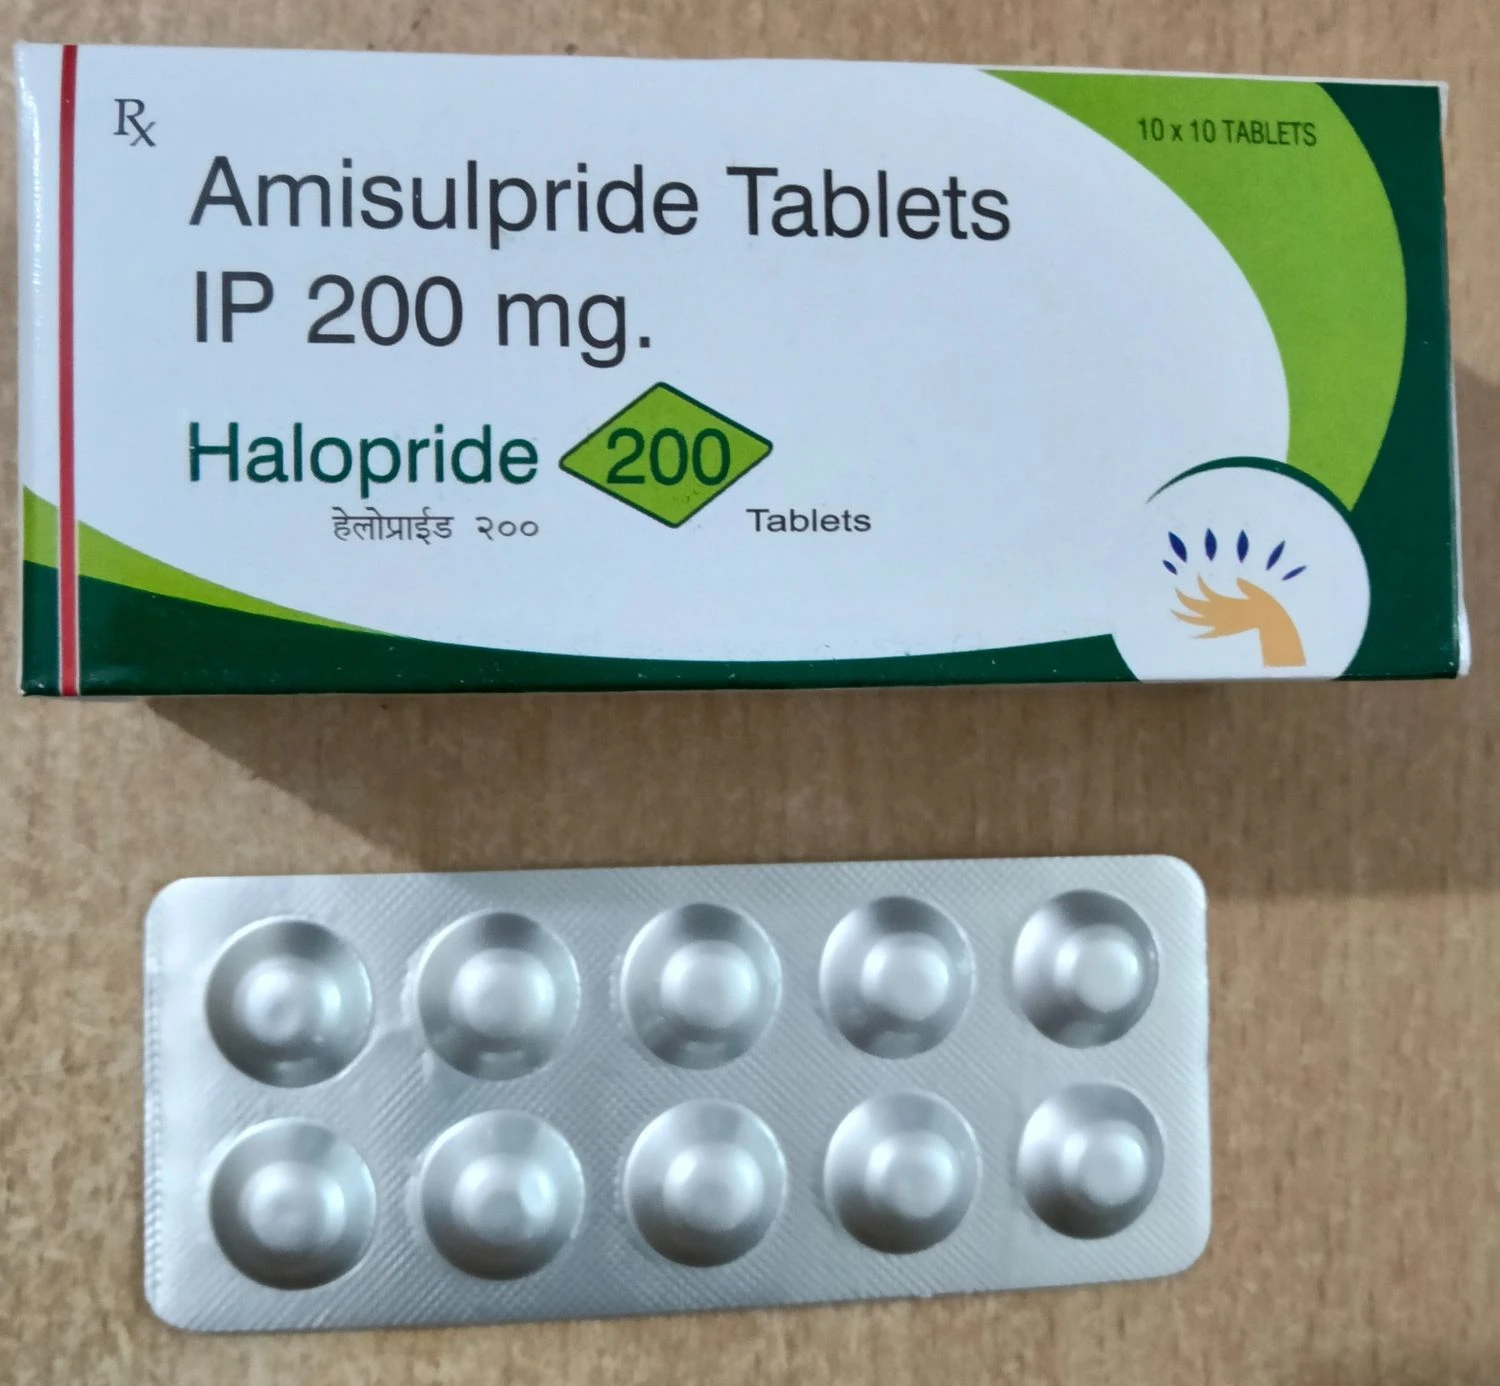 Rx
10 x 10 TABLETS
Amisulpride Tablets
IP 200 mg.
Halopride 200
हेलोप्राईड २००
Tablets